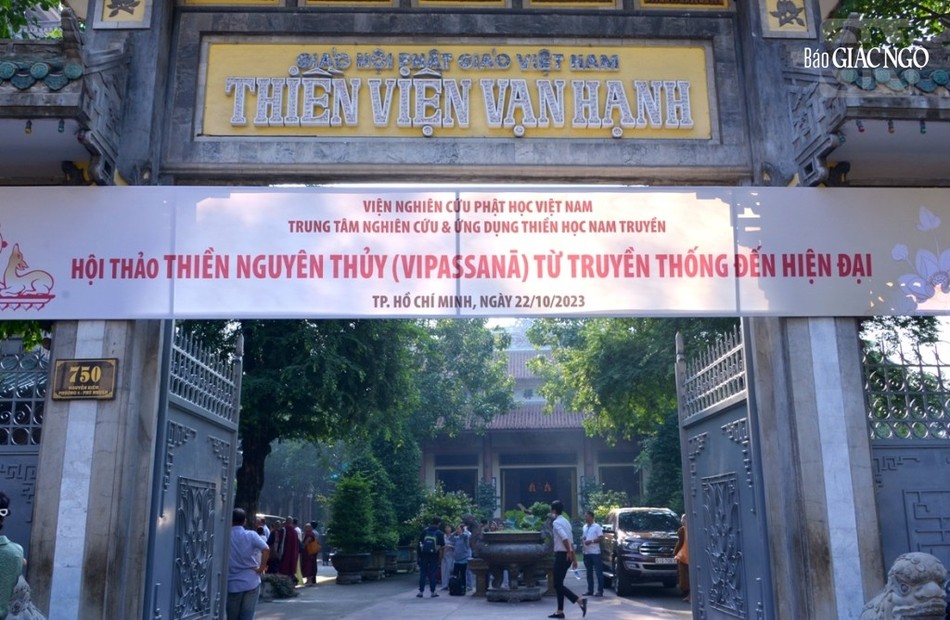 Báo GIÁC NGỘ
GIÁO HỘI PHẬT GIÁO VIỆT NAM
THIỀN VIỆN VẠN HẠNH
VIỆN NGHIÊN CỨU PHẬT HỌC VIỆT NAM
TRUNG TÂM NGHIÊN CỨU & ỨNG DỤNG THIỀN HỌC NAM TRUYỀN
HỘI THẢO THIỀN NGUYÊN THỦY (VIPASSANĀ) TỪ TRUYỀN THỐNG ĐẾN HIỆN ĐẠI
TP. HỒ CHÍ MINH, NGÀY 22/10/2023
750
NGUYỄN KIỆM